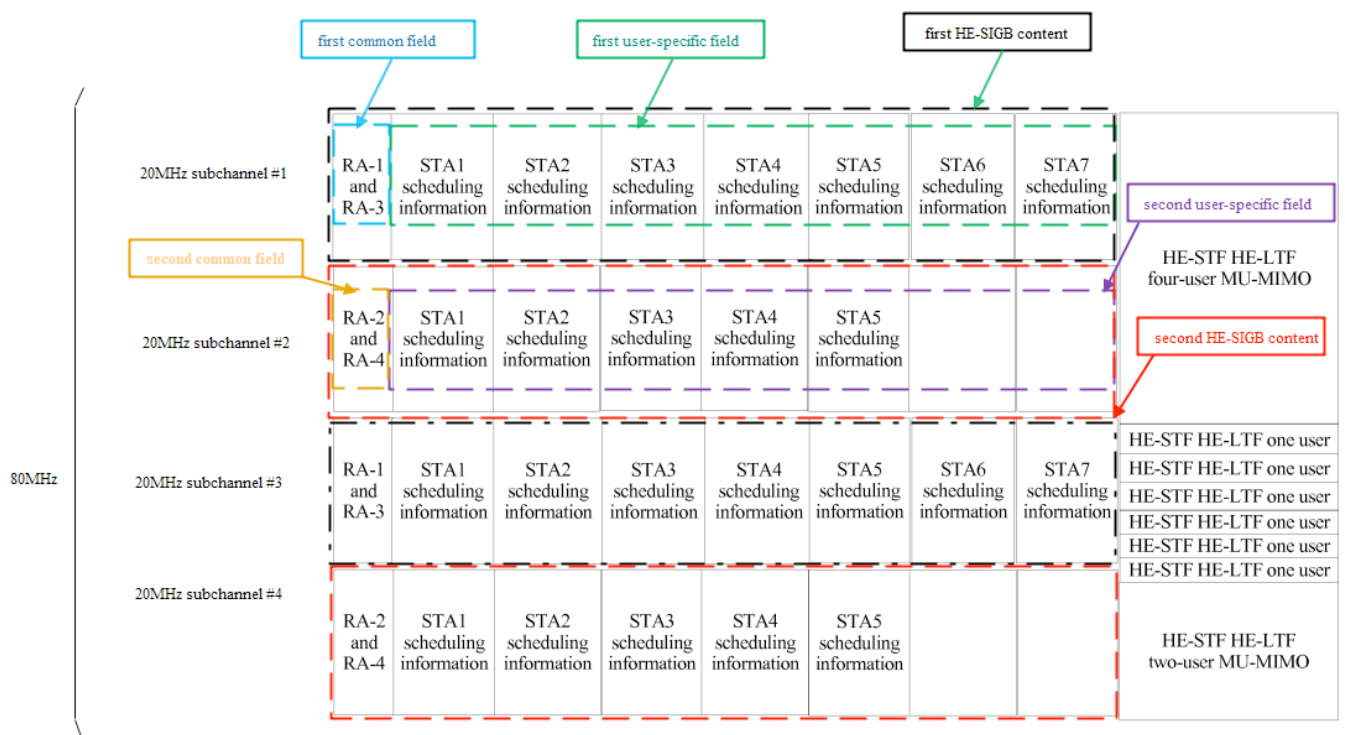 first common field
first user-specific field
first HE-SIGB content
20MHz subchannel #1
RA-1
and
RA-3
STA1
scheduling
information
STA2
scheduling
information
STA3
scheduling
information
STA4
scheduling
information
STA5
scheduling
information
STA6
scheduling
information
STA7
scheduling
information
second user-specific field
second common field
HE-STF HE-LTF
four-user MU-MIMO
20MHz subchannel #2
RA-2
and
RA-4
STA1
scheduling
information
STA2
scheduling
information
STA3
scheduling
information
STA4
scheduling
information
STA5
scheduling
information
second HE-SIGB content
80MHz
20MHz subchannel #3
RA-1
and
RA-3
STA1
scheduling
information
STA2
scheduling
information
STA3
scheduling
information
STA4
scheduling
information
STA5
scheduling
information
STA6
scheduling
information
STA7
scheduling
information
HE-STF HE-LTF one user
HE-STF HE-LTF one user
HE-STF HE-LTF one user
HE-STF HE-LTF one user
HE-STF HE-LTF one user
HE-STF HE-LTF one user
20MHz subchannel #4
RA-2
and
RA-4
STA1
scheduling
information
STA2
scheduling
information
STA3
scheduling
information
STA4
scheduling
information
STA5
scheduling
information
HE-STF HE-LTF
two-user MU-MIMO